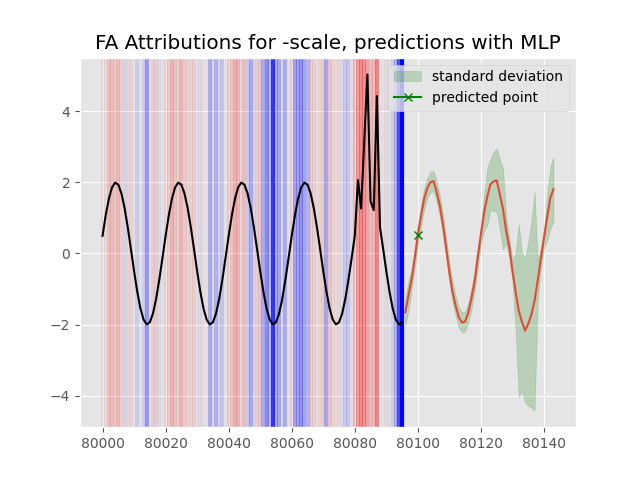 FA Attributions for -scale, predictions with MLP
standard deviation
predicted point
4
2
0
−2
−4
80000 80020 80040 80060 80080 80100 80120 80140